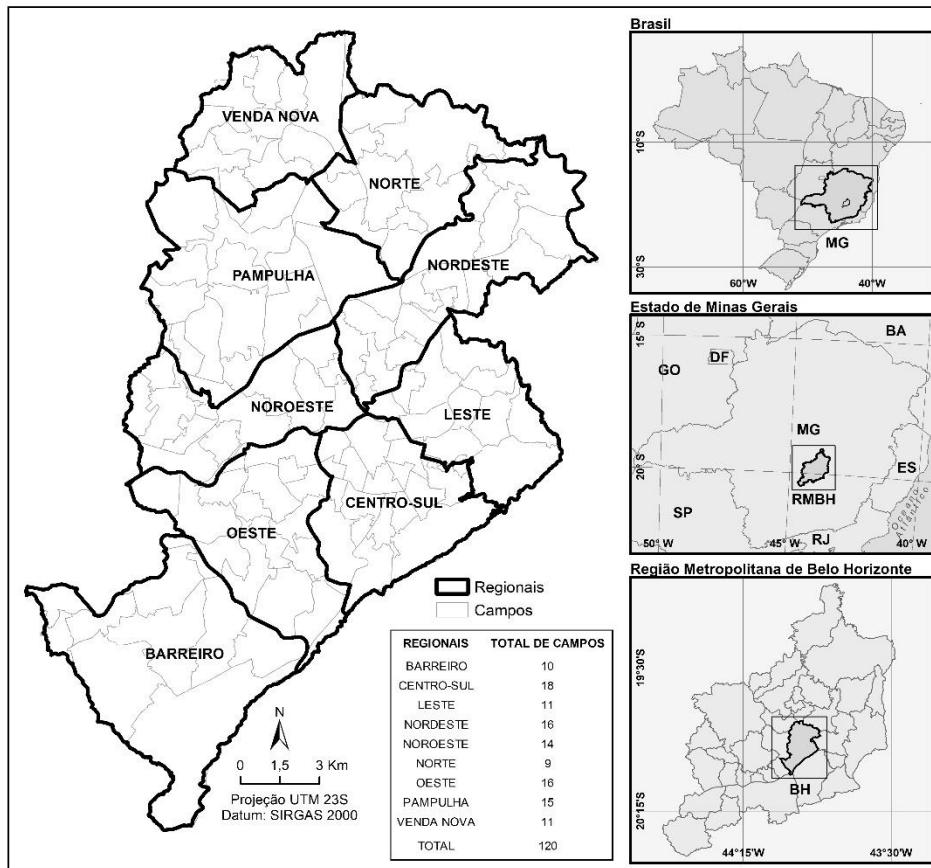 VENDA NOVA
NORTE
PAMPULHA
NORDESTE
NOROESTE
LESTE
CENTRO-SUL
OESTE
BARREIRO
Regionais
Campos
N
0 1,5 3 Km
Projeção UTM 23S
Datum: SIRGAS 2000
REGIONAIS TOTAL DE CAMPOS
BARREIRO 10
CENTRO-SUL 18
LESTE 11
NORDESTE 16
NOROESTE 14
NORTE 9
OESTE 16
PAMPULHA 15
VENDA NOVA 11
TOTAL 120
Brasil
10°S
30°S
MG
60°W 40°W
Estado de Minas Gerais
15° S
BA
DF
GO
MG
20° S
ES
RMBH
SP
Oceano
Atlântico
RJ
50° W 45° W 40° W
Região Metropolitana de Belo Horizonte
19°30'S
BH
20°15'S
44°15'W 43°30'W